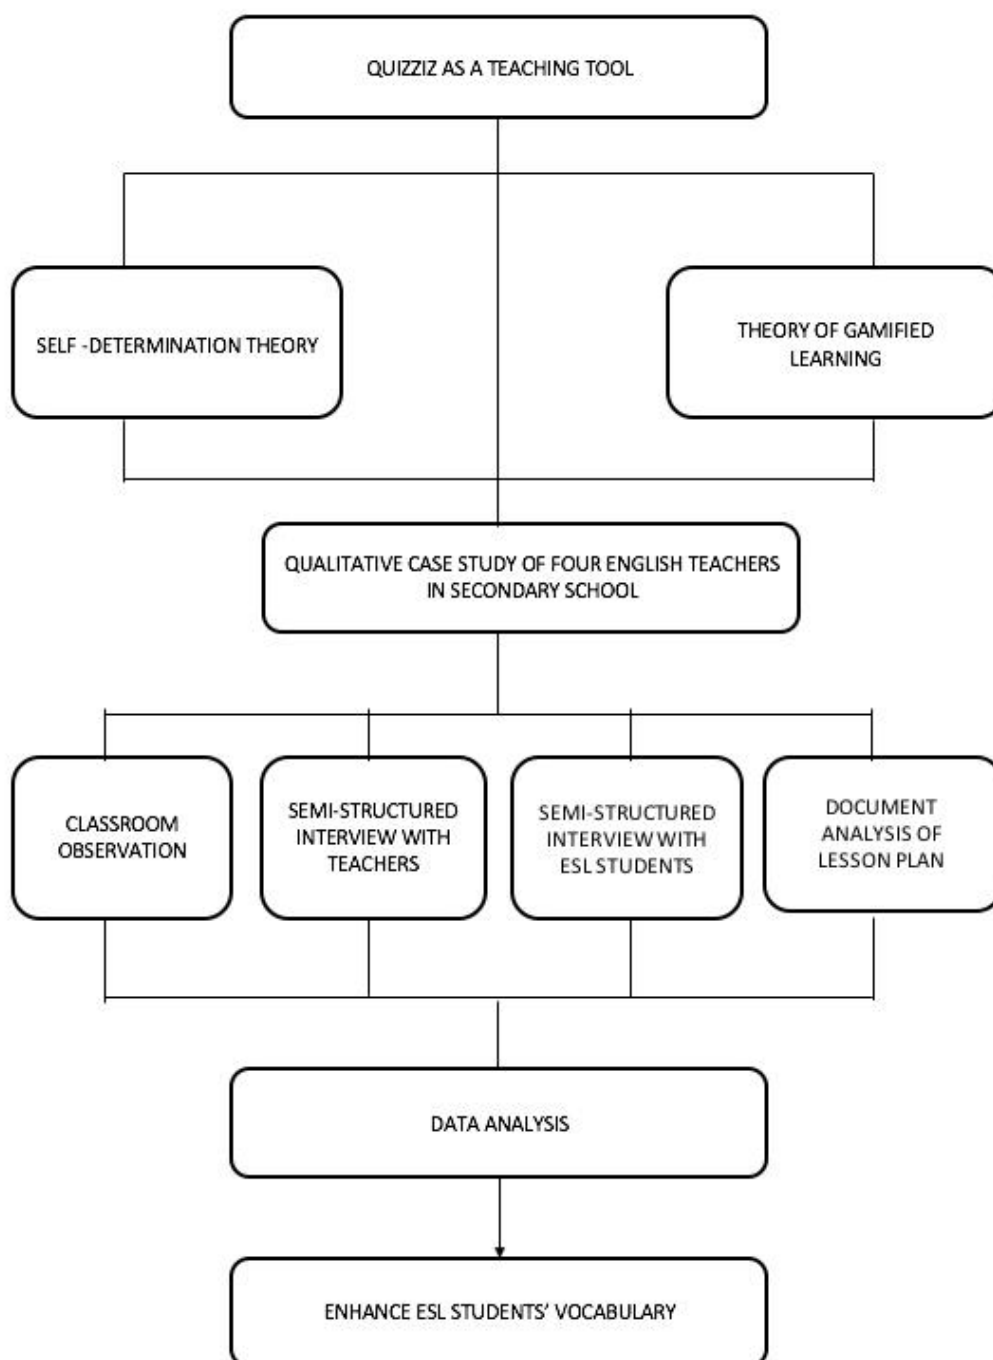 QUIZZIZ AS A TEACHING TOOL
SELF -DETERMINATION THEORY
THEORY OF GAMIFIED
LEARNING
QUALITATIVE CASE STUDY OF FOUR ENGLISH TEACHERS
IN SECONDARY SCHOOL
CLASSROOM
OBSERVATION
SEMI-STRUCTURED
INTERVIEW WITH
TEACHERS
SEMI-STRUCTURED
INTERVIEW WITH
ESL STUDENTS
DOCUMENT
ANALYSIS OF
LESSON PLAN
DATA ANALYSIS
ENHANCE ESL STUDENTS’ VOCABULARY